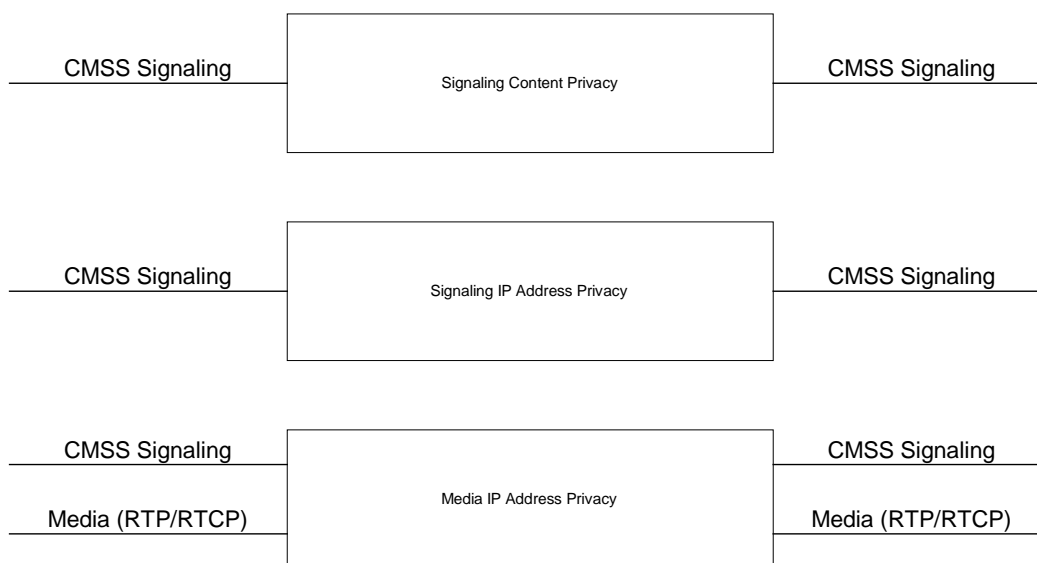 CMSS Signaling
Signaling Content Privacy
CMSS Signaling
CMSS Signaling
Signaling IP Address Privacy
CMSS Signaling
CMSS Signaling
CMSS Signaling
Media IP Address Privacy
Media (RTP/RTCP)
Media (RTP/RTCP)